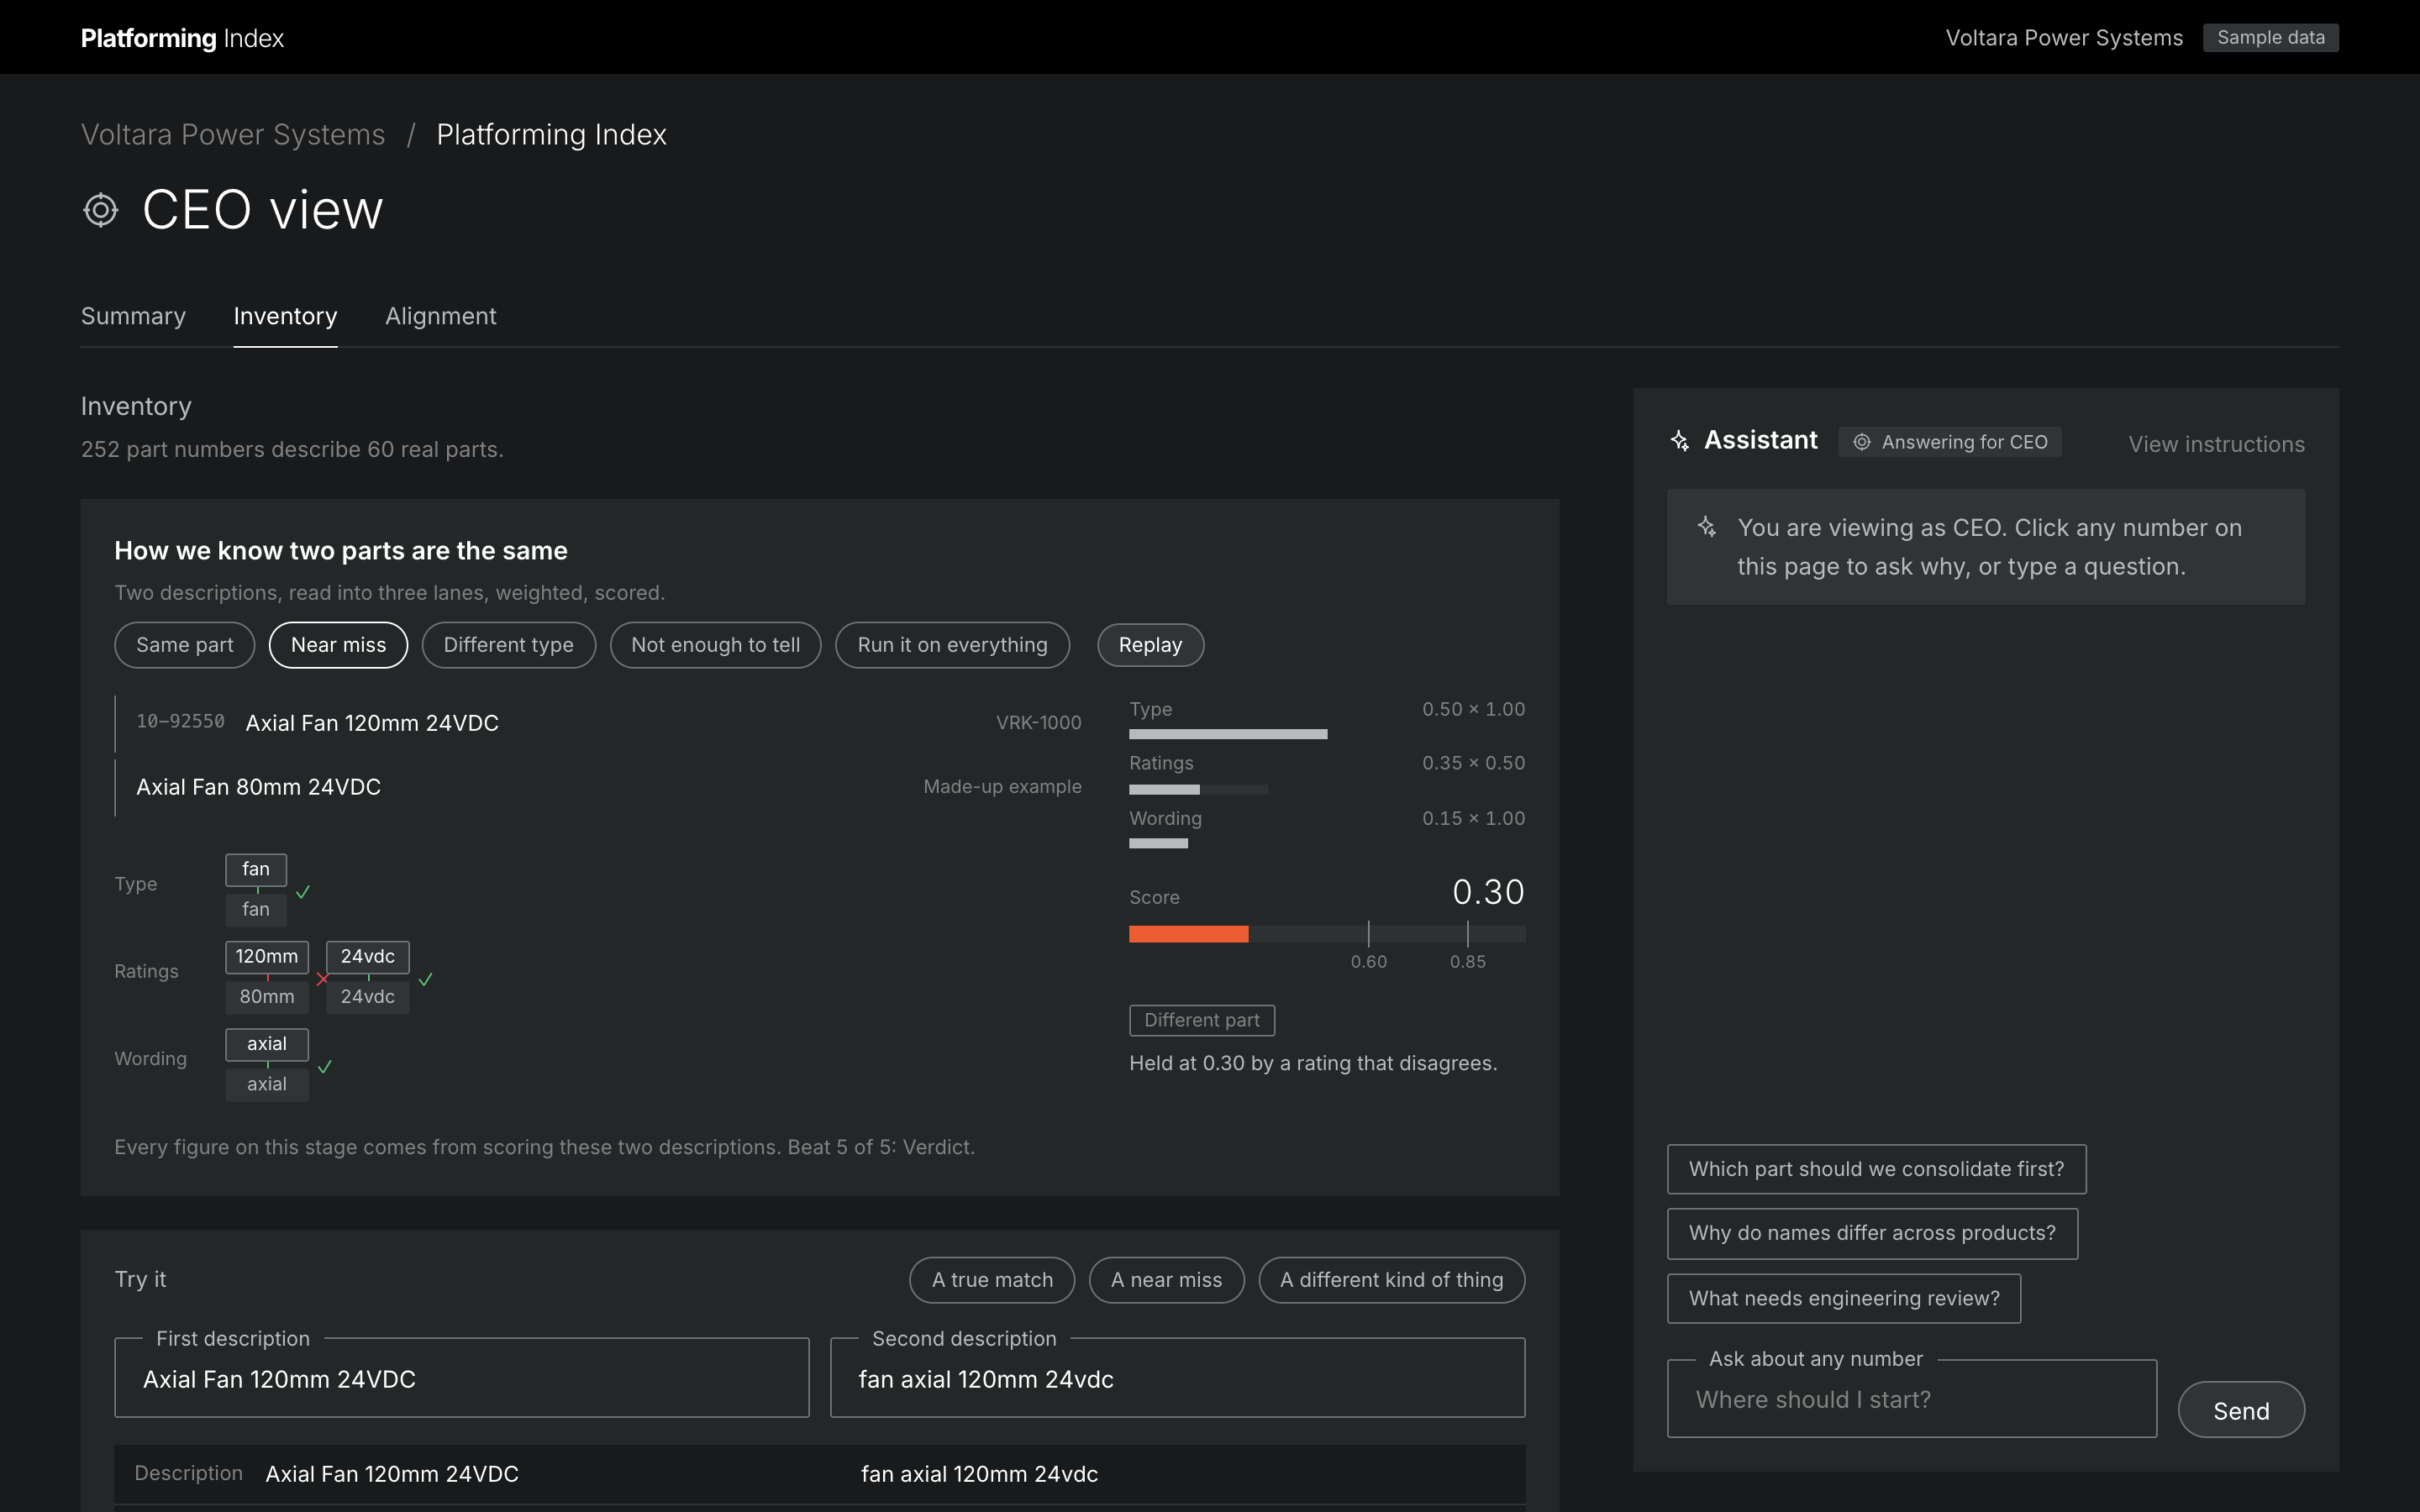 Platforming Index
Voltara Power Systems
Sample data
Voltara Power Systems / Platforming Index
CEO view
Summary
Inventory
Alignment
Inventory
252 part numbers describe 60 real parts.
How we know two parts are the same
Two descriptions, read into three lanes, weighted, scored.
Same part
Near miss
Different type
Not enough to tell
Run it on everything
Replay
10–92550 Axial Fan 120mm 24VDC VRK-1000
Axial Fan 80mm 24VDC Made-up example
Type
fan
fan
Ratings
120mm 24vdc
80mm 24vdc
Wording
axial
axial
Type 0.50 × 1.00
Ratings 0.35 × 0.50
Wording 0.15 × 1.00
Score 0.30
0.60 0.85
Different part
Held at 0.30 by a rating that disagrees.
Every figure on this stage comes from scoring these two descriptions. Beat 5 of 5: Verdict.
Try it
A true match
A near miss
A different kind of thing
First description
Axial Fan 120mm 24VDC
Second description
fan axial 120mm 24vdc
Description Axial Fan 120mm 24VDC fan axial 120mm 24vdc
Assistant
Answering for CEO
View instructions
You are viewing as CEO. Click any number on
this page to ask why, or type a question.
Which part should we consolidate first?
Why do names differ across products?
What needs engineering review?
Ask about any number
Where should I start?
Send